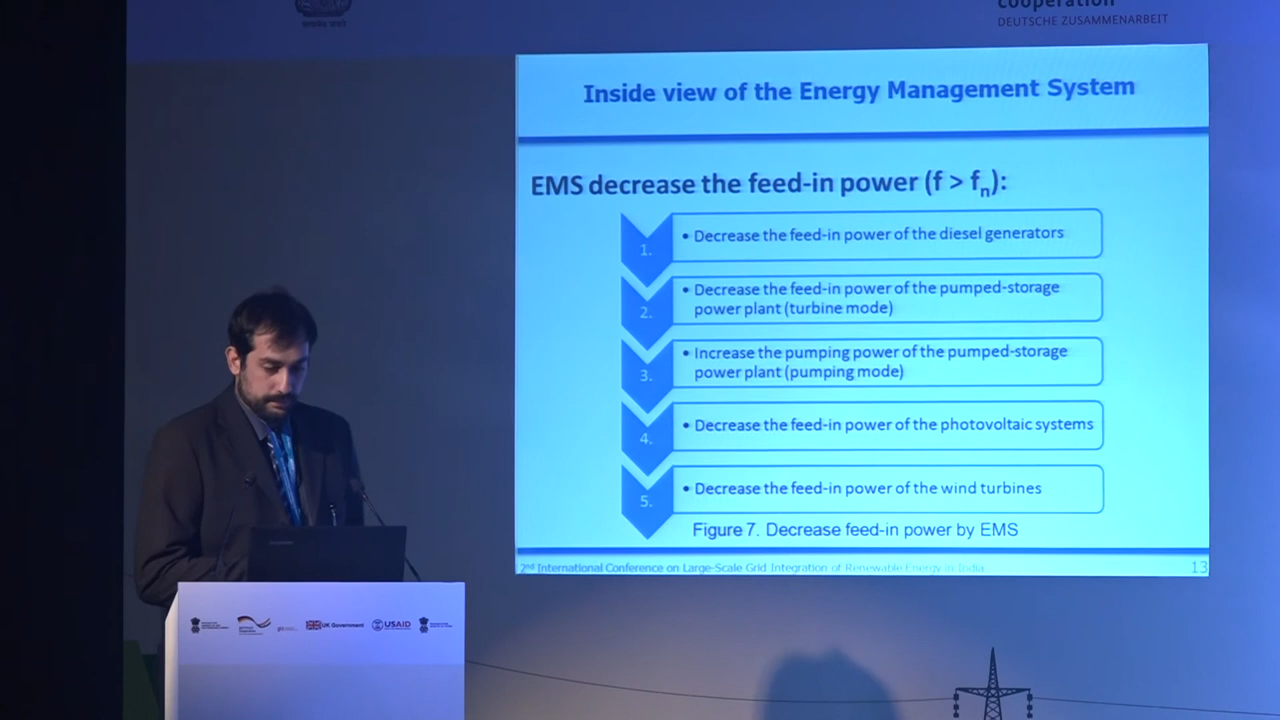 cooperation
DEUTSCHE ZUSAMMENARBEIT
Inside view of the Energy Management System
EMS decrease the feed-in power (f > fn):
1.
• Decrease the feed-in power of the diesel generators
2.
• Decrease the feed-in power of the pumped-storage
power plant (turbine mode)
3.
• Increase the pumping power of the pumped-storage
power plant (pumping mode)
4.
• Decrease the feed-in power of the photovoltaic systems
5.
• Decrease the feed-in power of the wind turbines
Figure 7. Decrease feed-in power by EMS
2nd International Conference on Large-Scale Grid Integration of Renewable Energy in India
13
giz
UK Government
USAID